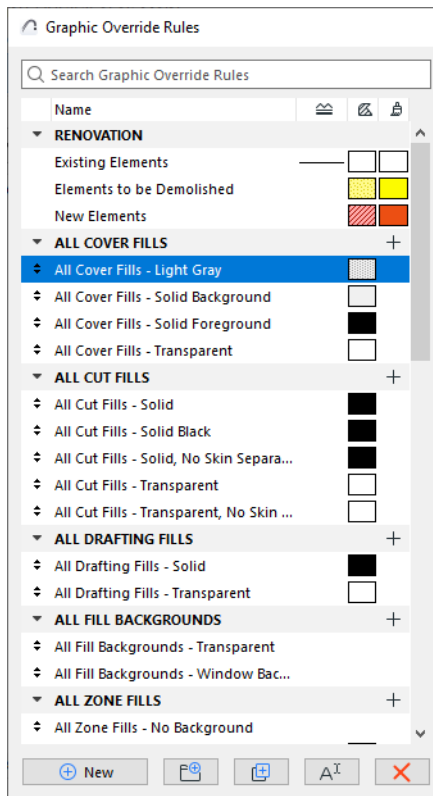 Graphic Override Rules
Search Graphic Override Rules
Name
RENOVATION
Existing Elements
Elements to be Demolished
New Elements
ALL COVER FILLS
All Cover Fills - Light Gray
All Cover Fills - Solid Background
All Cover Fills - Solid Foreground
All Cover Fills - Transparent
ALL CUT FILLS
All Cut Fills - Solid
All Cut Fills - Solid Black
All Cut Fills - Solid, No Skin Separa...
All Cut Fills - Transparent
All Cut Fills - Transparent, No Skin ...
ALL DRAFTING FILLS
All Drafting Fills - Solid
All Drafting Fills - Transparent
ALL FILL BACKGROUNDS
All Fill Backgrounds - Transparent
All Fill Backgrounds - Window Bac...
ALL ZONE FILLS
All Zone Fills - No Background
New